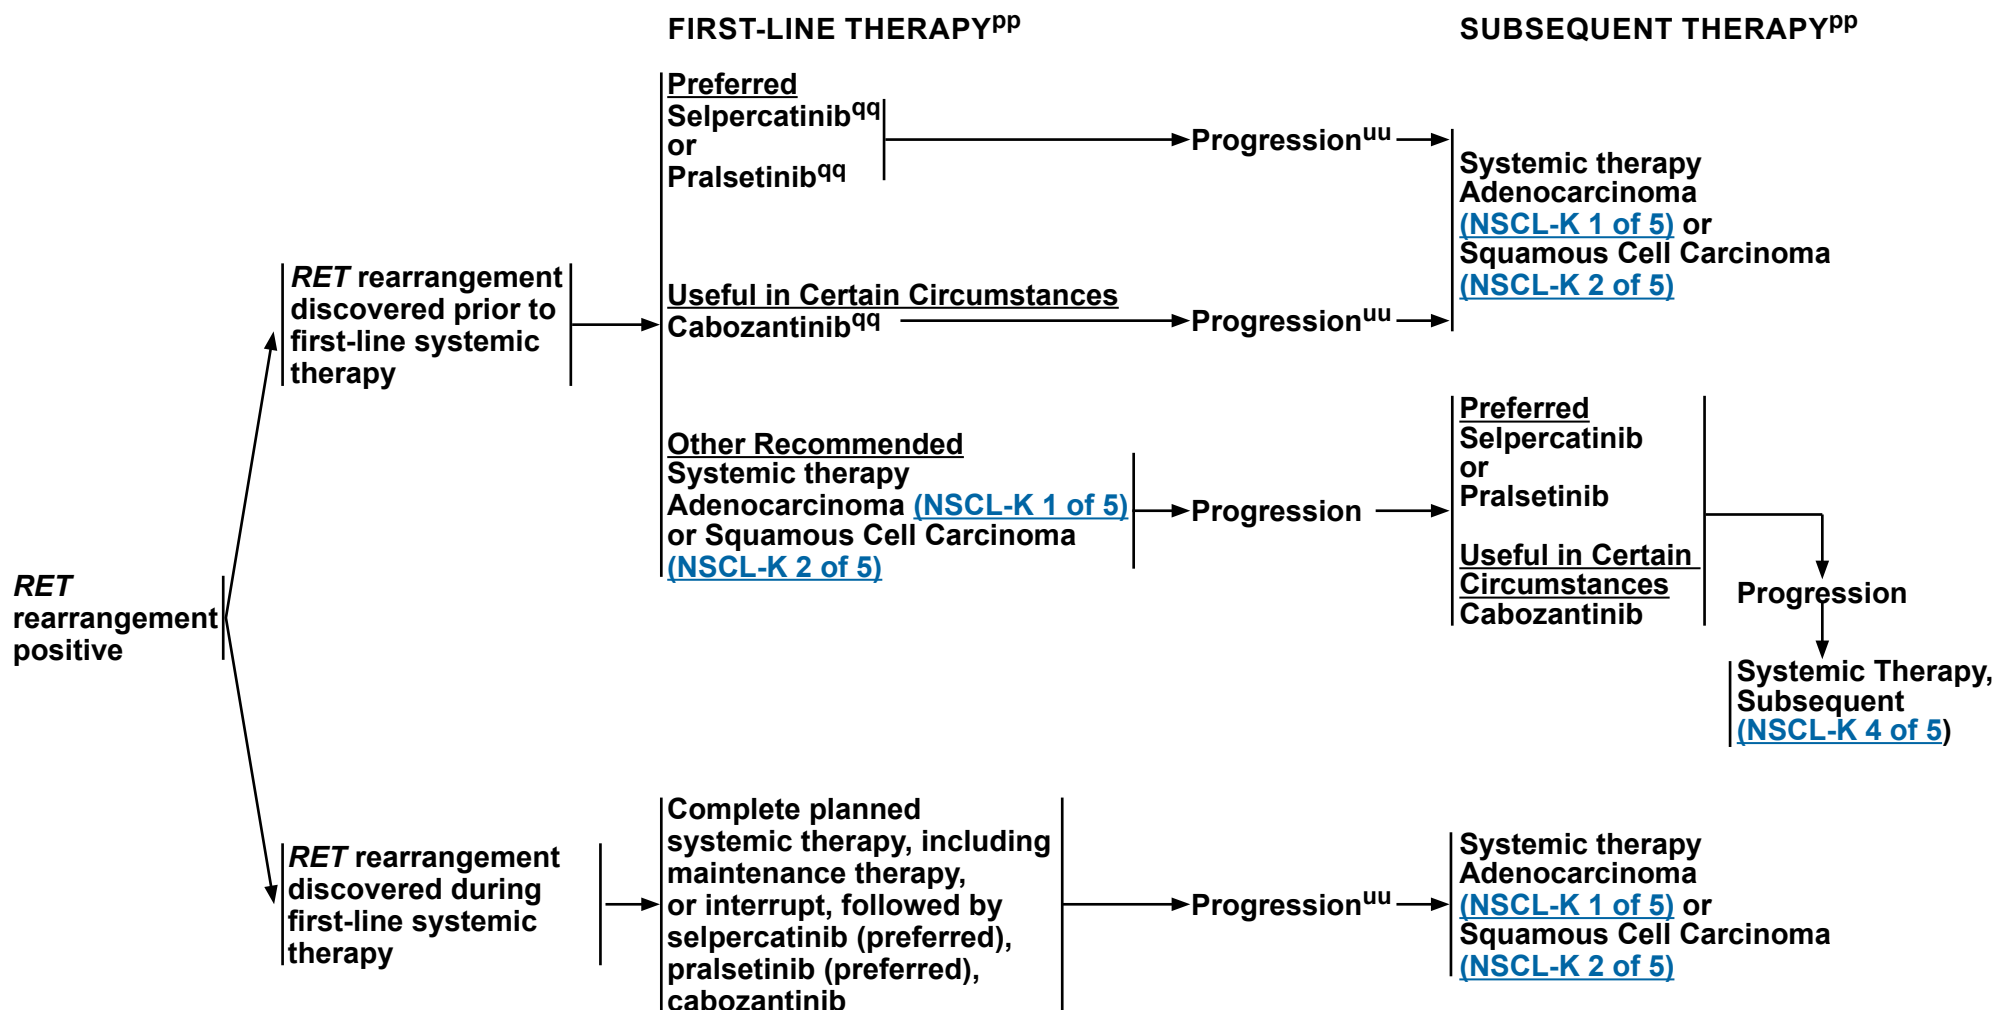 FIRST-LINE THERAPYpp
SUBSEQUENT THERAPYpp
RET
rearrangement
positive
RET rearrangement
discovered prior to
first-line systemic
therapy
Preferred
Selpercatinibqq
or
Pralsetinibqq
Progressionuu
Useful in Certain Circumstances
Cabozantinibqq
Progressionuu
Systemic therapy
Adenocarcinoma
(NSCL-K 1 of 5) or
Squamous Cell Carcinoma
(NSCL-K 2 of 5)
Other Recommended
Systemic therapy
Adenocarcinoma (NSCL-K 1 of 5)
or Squamous Cell Carcinoma
(NSCL-K 2 of 5)
Progression
Preferred
Selpercatinib
or
Pralsetinib
Useful in Certain
Circumstances
Cabozantinib
Progression
Systemic Therapy,
Subsequent
(NSCL-K 4 of 5)
RET rearrangement
discovered during
first-line systemic
therapy
Complete planned
systemic therapy, including
maintenance therapy,
or interrupt, followed by
selpercatinib (preferred),
pralsetinib (preferred),
cabozantinib
Progressionuu
Systemic therapy
Adenocarcinoma
(NSCL-K 1 of 5) or
Squamous Cell Carcinoma
(NSCL-K 2 of 5)